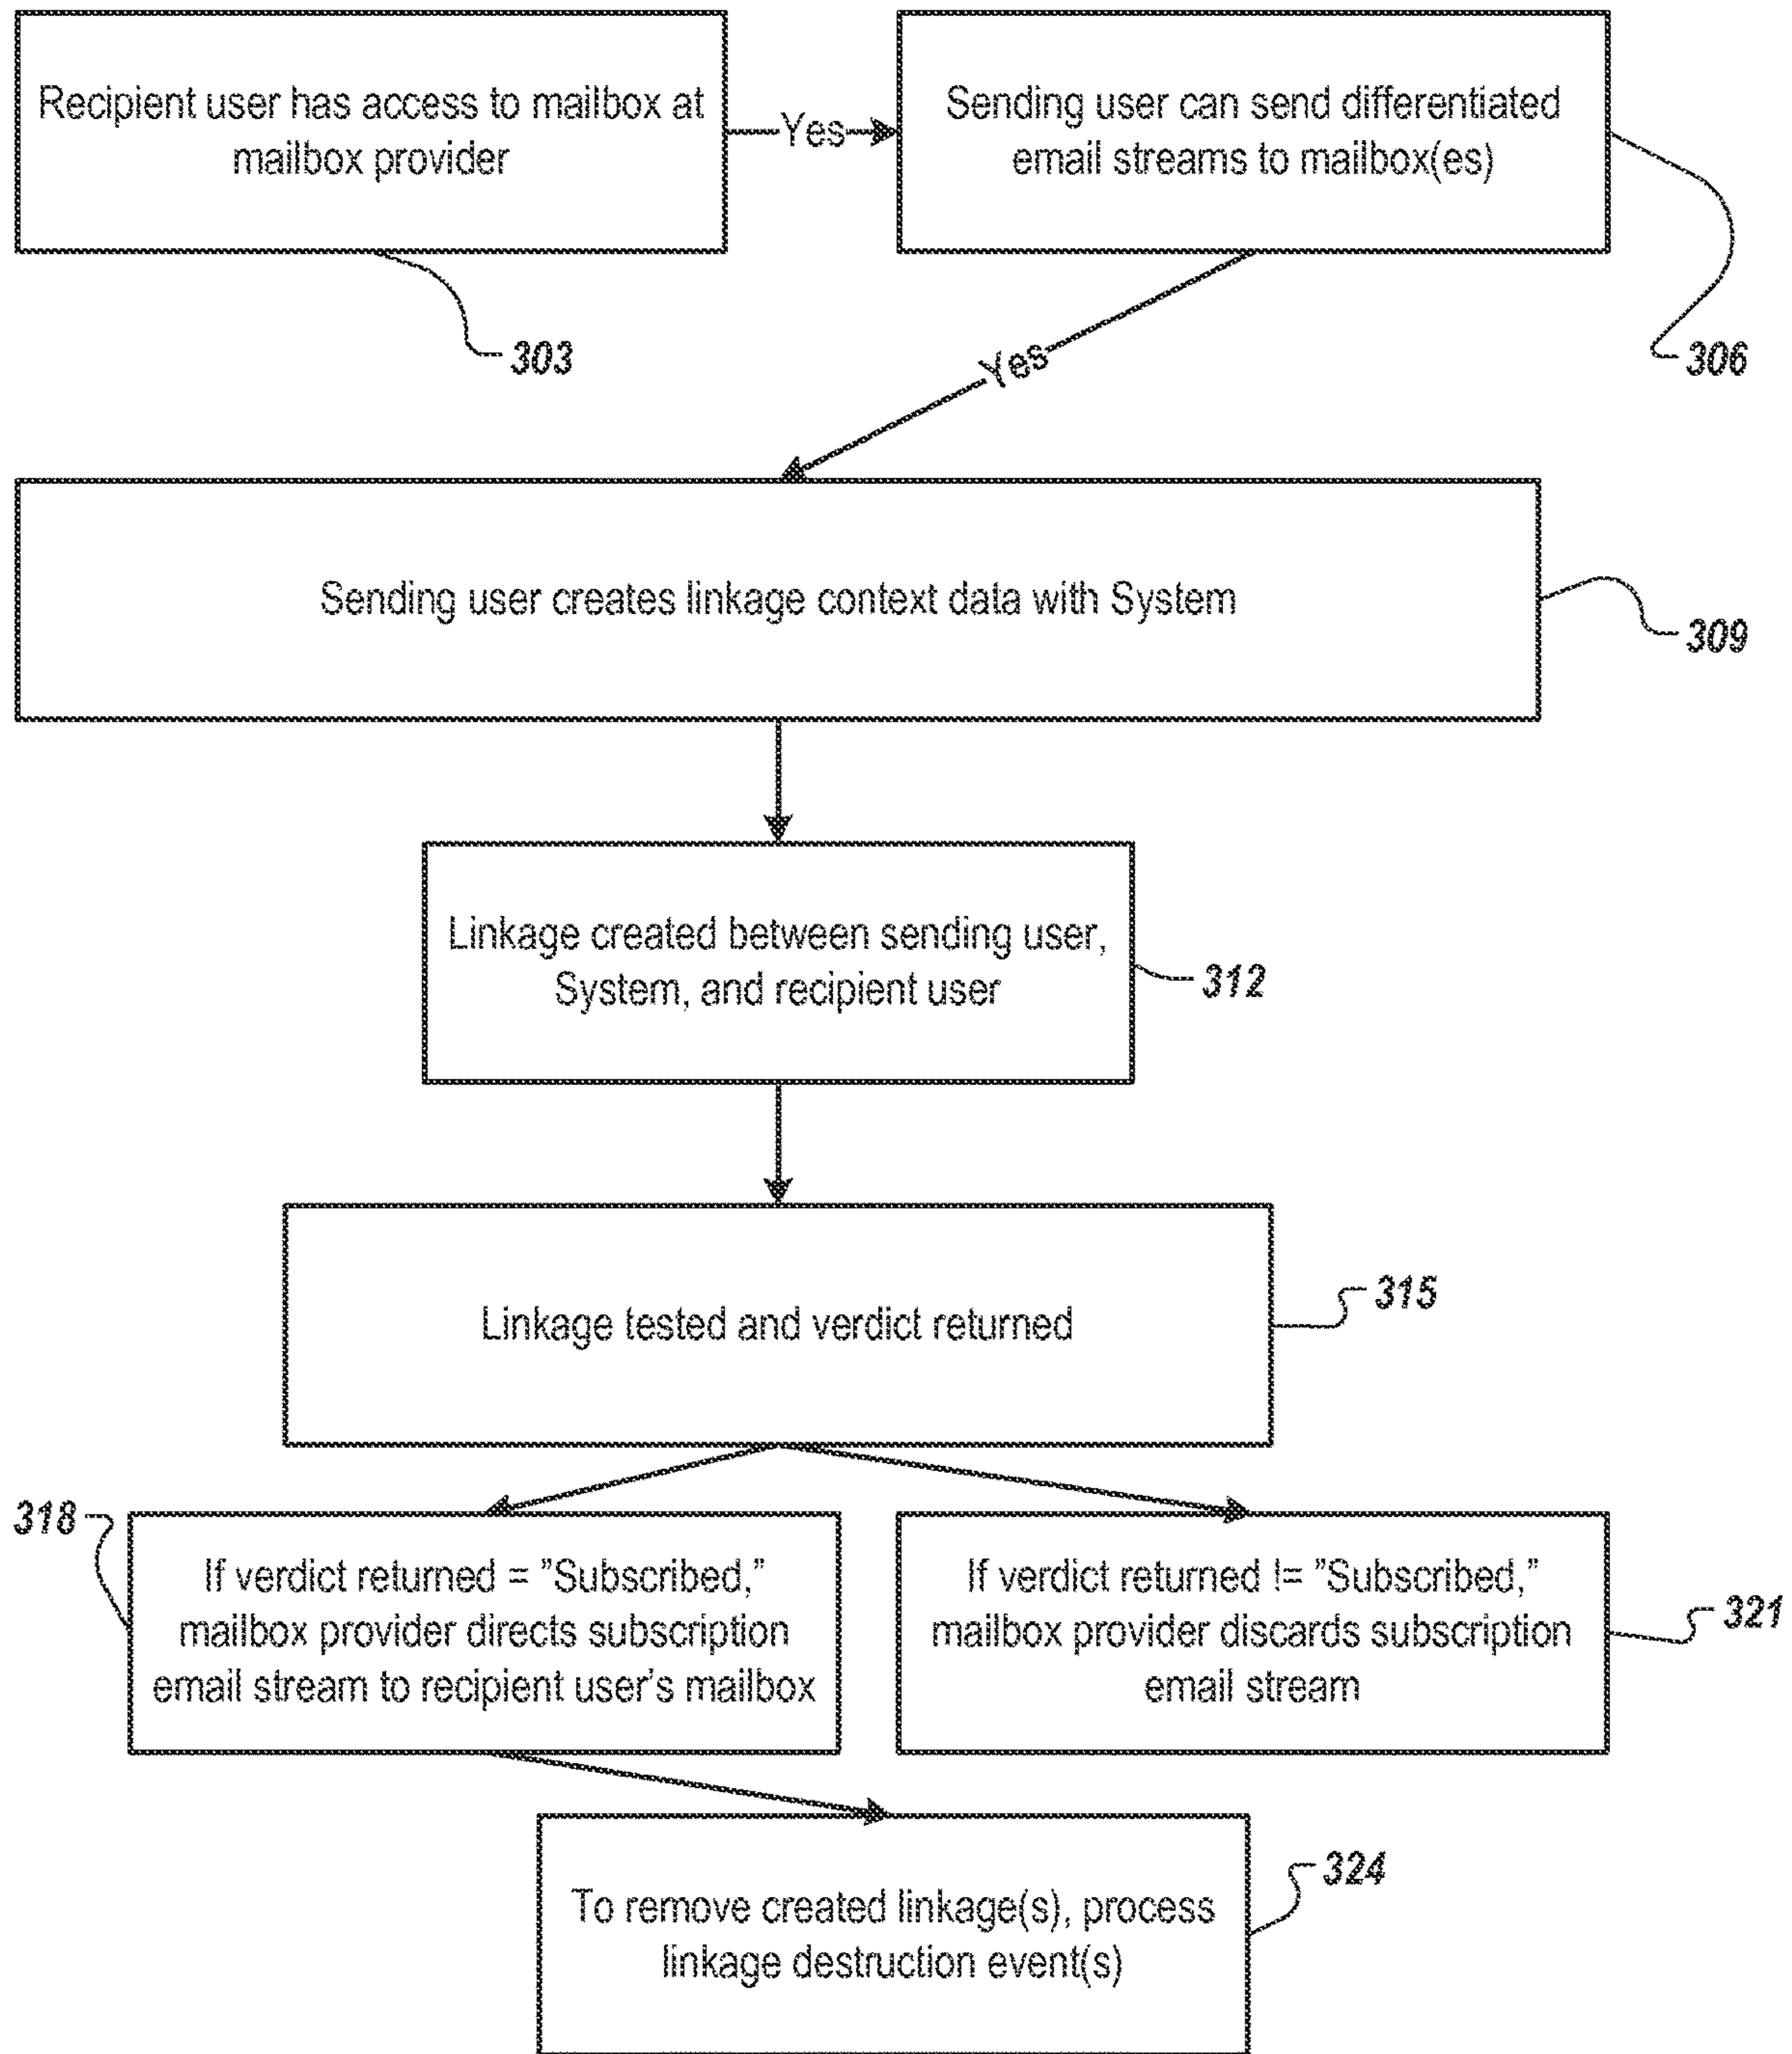 Recipient user has access to mailbox at
mailbox provider
Yes
Sending user can send differentiated
email streams to mailbox(es)
303
306
Yes
Sending user creates linkage context data with System
309
Linkage created between sending user,
System, and recipient user
312
Linkage tested and verdict returned
315
318
If verdict returned = ”Subscribed,”
mailbox provider directs subscription
email stream to recipient user's mailbox
If verdict returned != ”Subscribed,”
mailbox provider discards subscription
email stream
321
To remove created linkage(s), process
linkage destruction event(s)
324